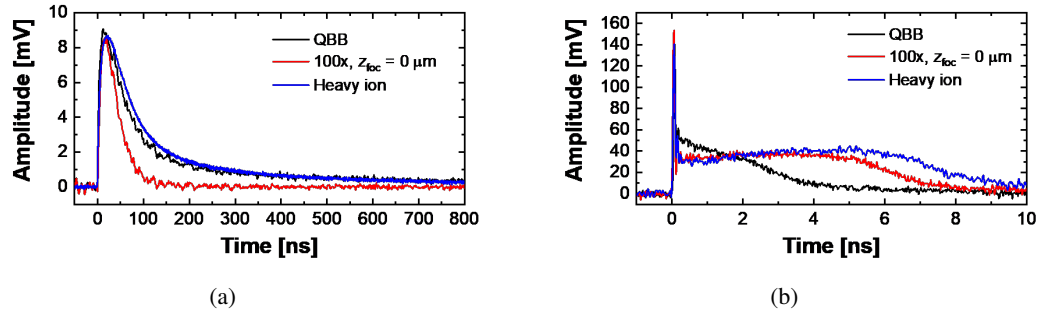 Amplitude [mV]
10
8
6
4
2
0
QBB
100x, z_foc = 0 μm
Heavy ion
0 100 200 300 400 500 600 700 800
Time [ns]
(a)
Amplitude [mV]
160
140
120
100
80
60
40
20
0
QBB
100x, z_foc = 0 μm
Heavy ion
0 2 4 6 8 10
Time [ns]
(b)